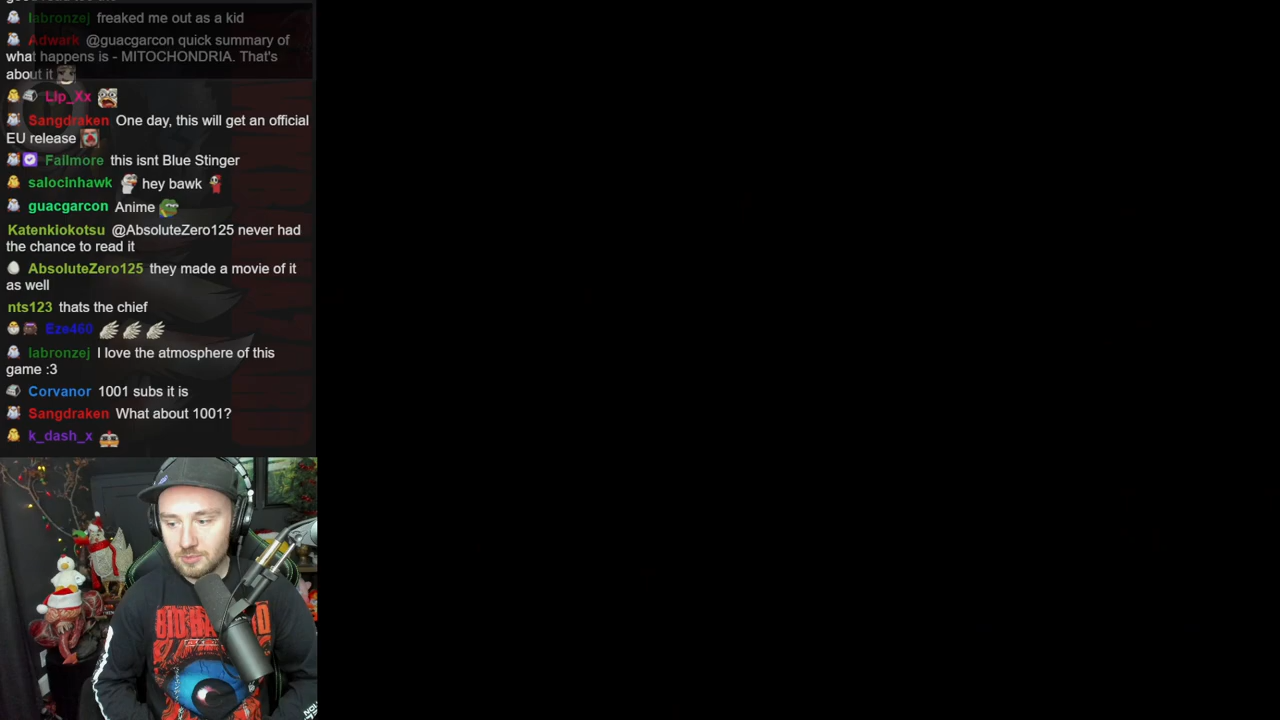 labronzej freaked me out as a kid
Adwark @guacgarcon quick summary of
what happens is - MITOCHONDRIA. That's
about it
Lip_Xx
Sangdraken One day, this will get an official
EU release
Failmore this isnt Blue Stinger
salocinhawk hey bawk
guacgarcon Anime
Katenkiokotsu @AbsoluteZero125 never had
the chance to read it
AbsoluteZero125 they made a movie of it
as well
nts123 thats the chief
Eze460
labronzej I love the atmosphere of this
game :3
Corvanor 1001 subs it is
Sangdraken What about 1001?
k_dash_x